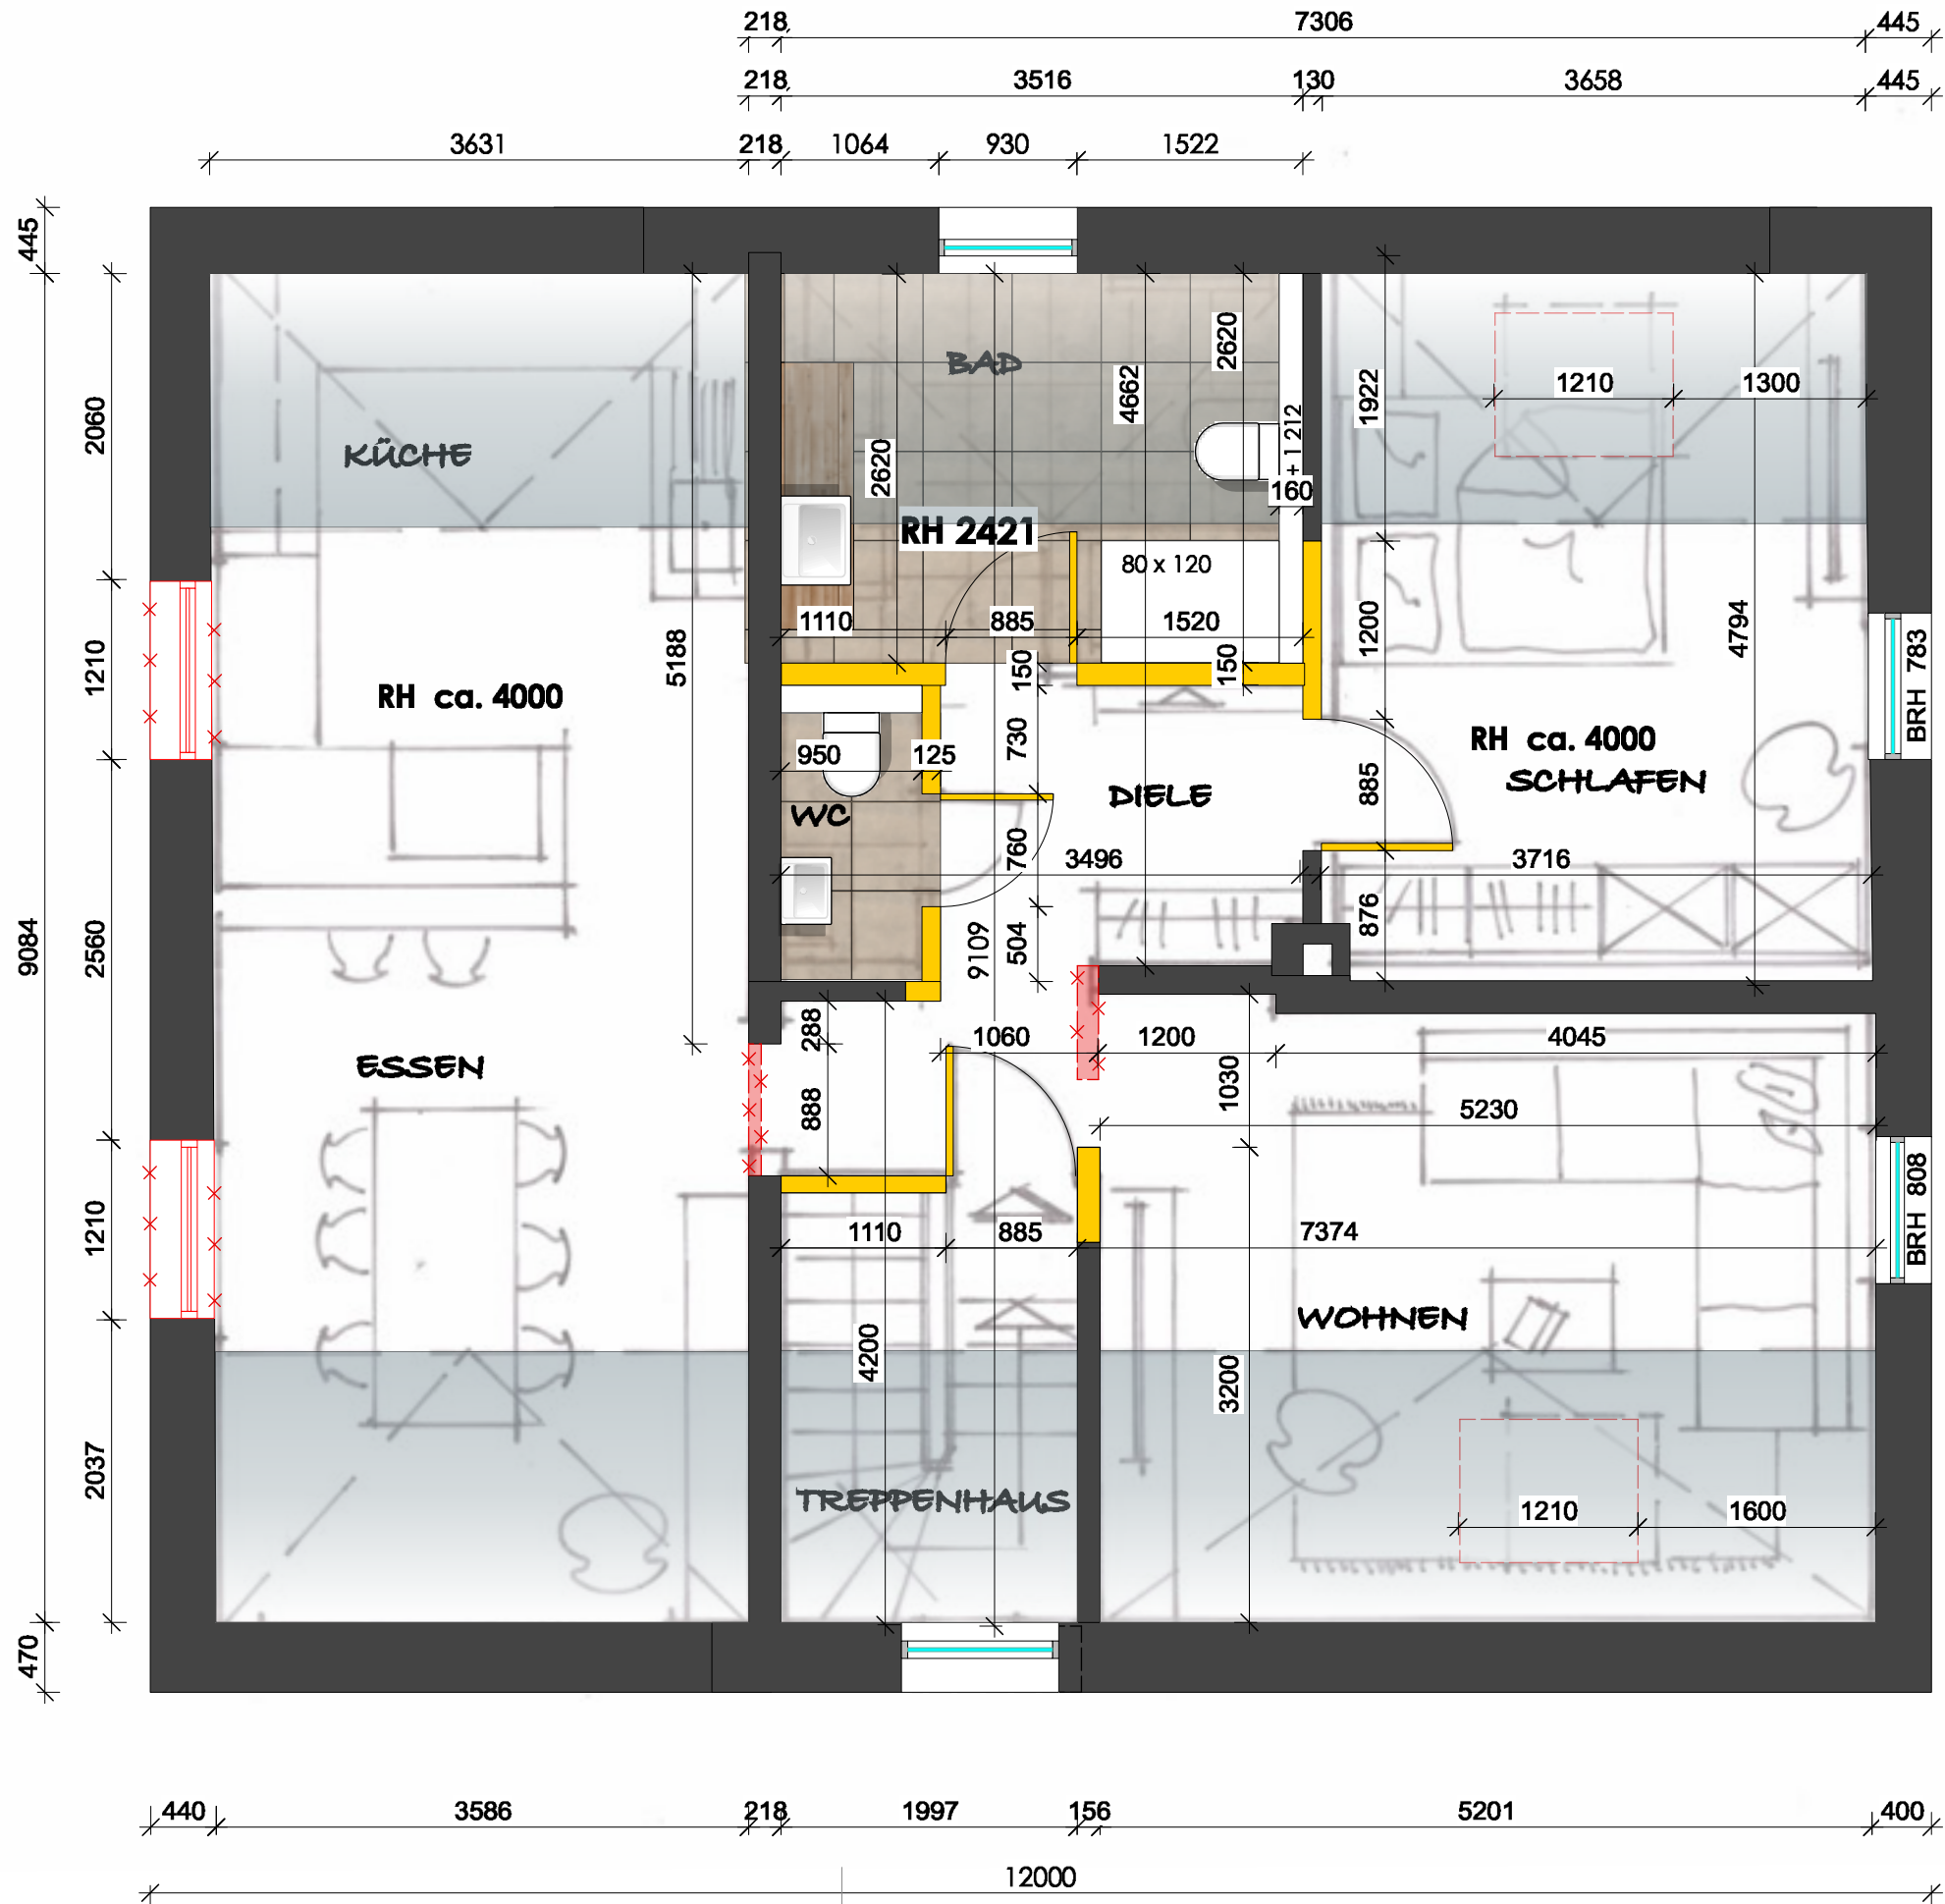 218 7306 445
218 3516 130 3658 445
3631 218 1064 930 1522
445
2060
1210
2560
1210
2037
9084
470
KÜCHE
RH ca. 4000
5188
ESSEN
BAD
2620
4662
2620
+ 1 212
160
RH 2421
80 x 120
1110 885 1520
150
150
1922
1210 1300
1200
4794
BRH 783
RH ca. 4000
SCHLAFEN
885
3716
876
950 125
WC
730
DIELE
760
3496
9109
504
288
1060 1200 4045
888
1030
5230
BRH 808
1110 885 7374
WOHNEN
4200
3200
TREPPENHAUS
1210 1600
440 3586 218 1997 156 5201 400
12000